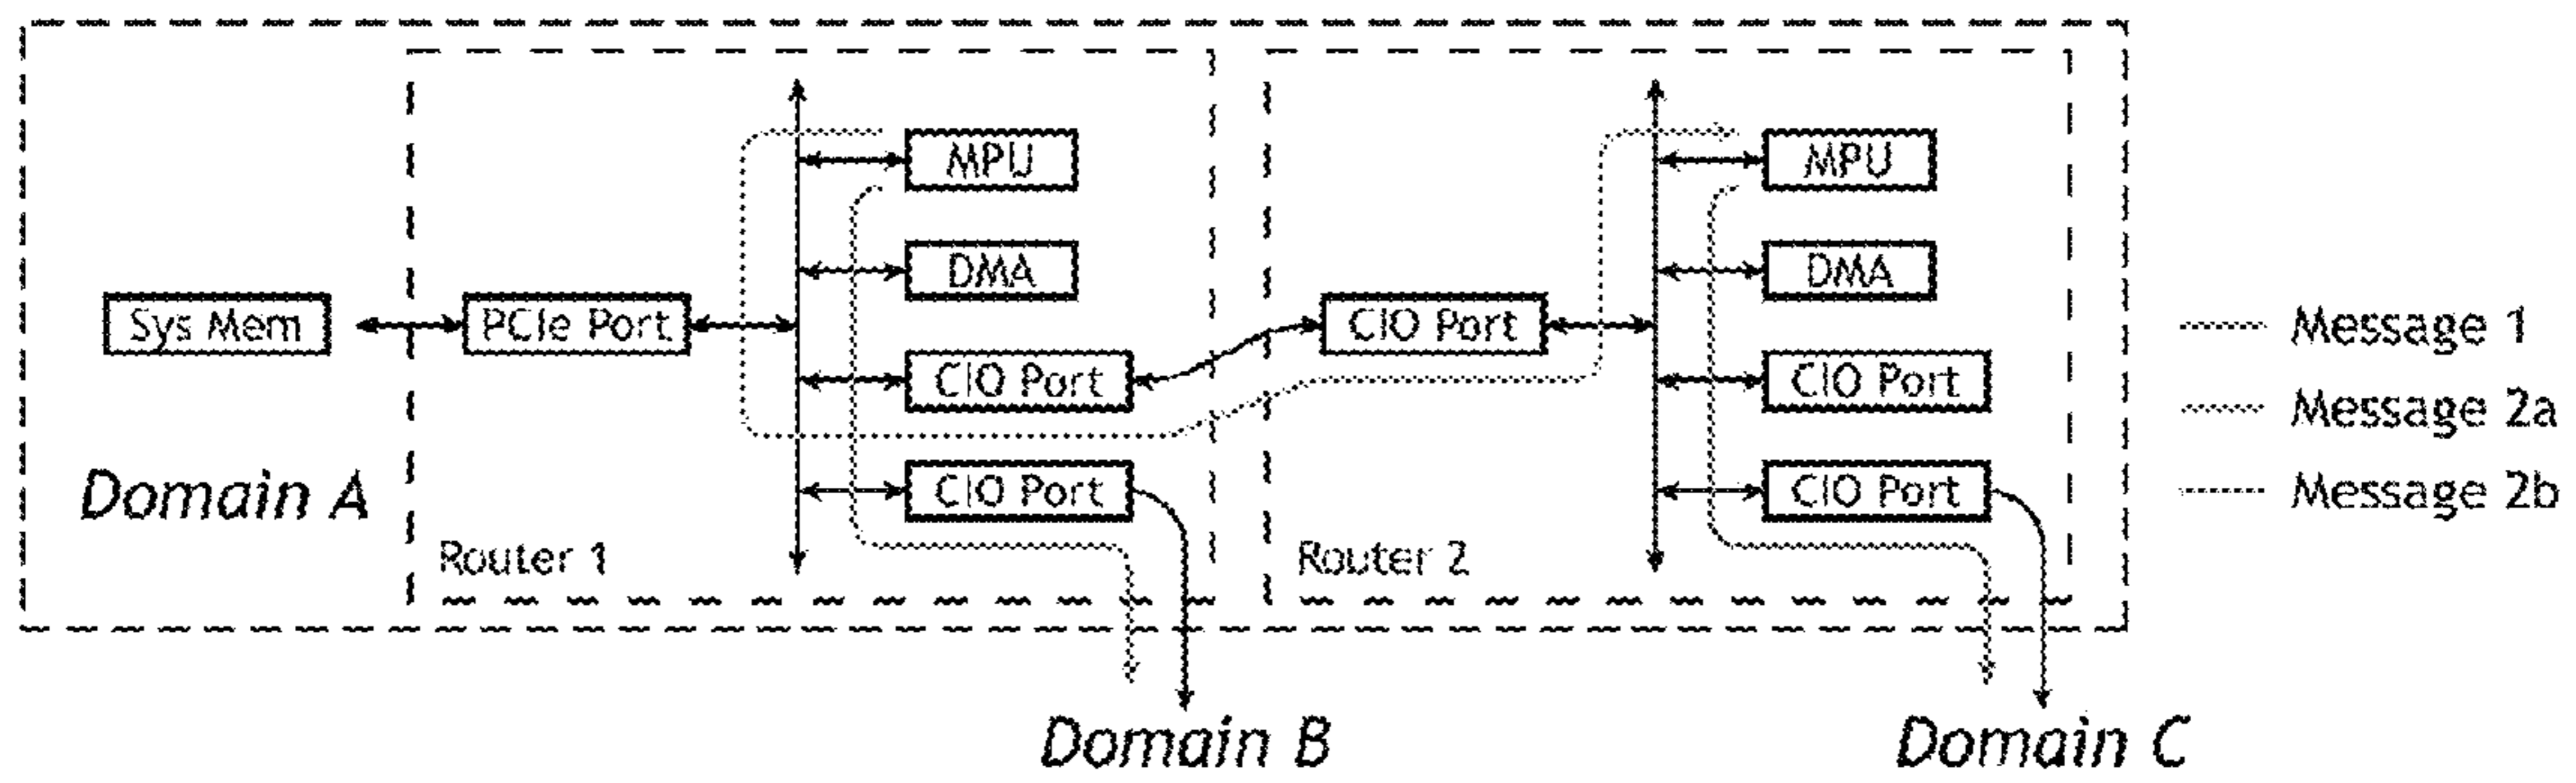 MPU
MPU
DMA
DMA
Sys Mem
PCIe Port
CIO Port
Message 1
CIO Port
CIO Port
Message 2a
Domain A
CIO Port
CIO Port
Message 2b
Router 1
Router 2
Domain B
Domain C